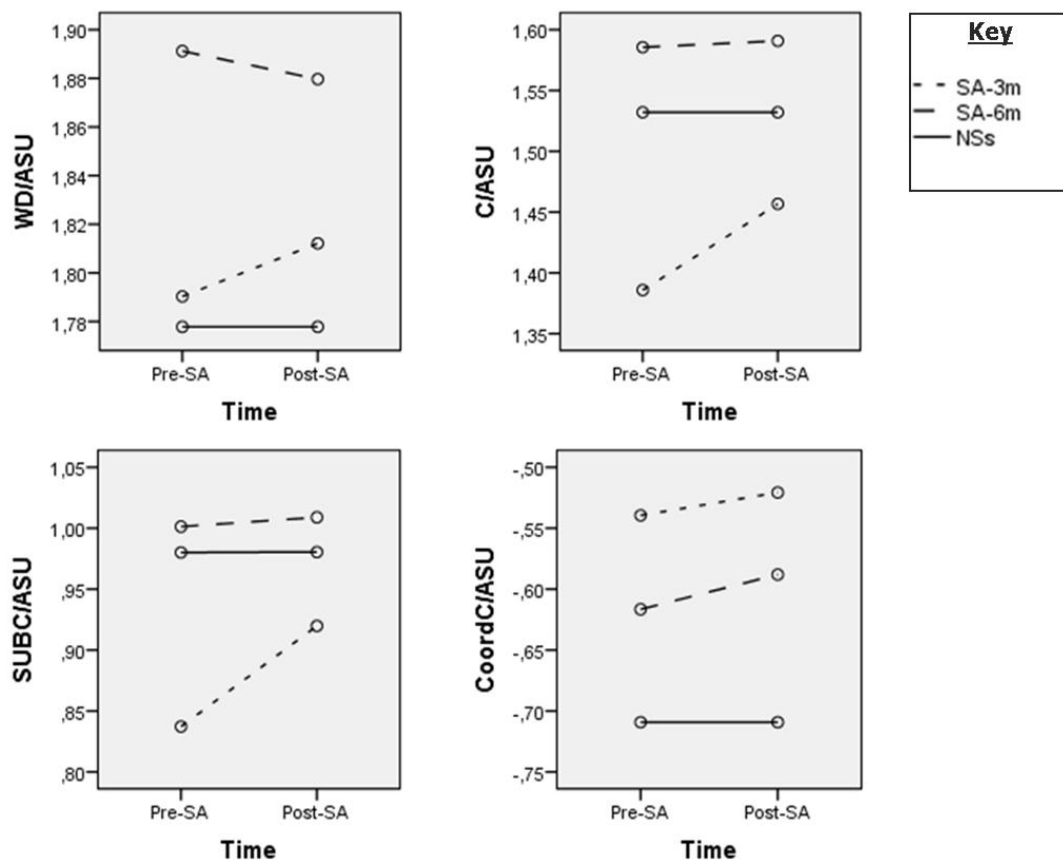 WD/ASU
1,90
1,88
1,86
1,84
1,82
1,80
1,78
Pre-SA Post-SA
Time
C/ASU
1,60
1,55
1,50
1,45
1,40
1,35
Pre-SA Post-SA
Time
Key
SA-3m
SA-6m
NSs
SUBC/ASU
1,05
1,00
,95
,90
,85
,80
Pre-SA Post-SA
Time
CoordC/ASU
-,50
-,55
-,60
-,65
-,70
-,75
Pre-SA Post-SA
Time